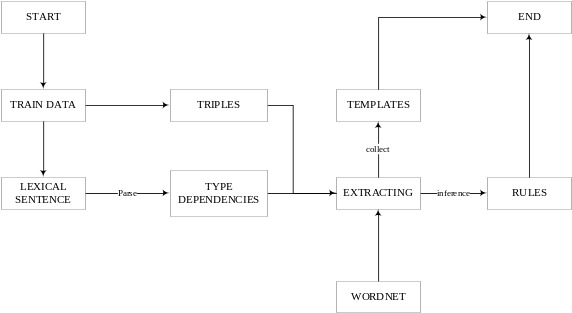 START
END
TRAIN DATA
TRIPLES
TEMPLATES
collect
LEXICAL
SENTENCE
Parse
TYPE
DEPENDENCIES
EXTRACTING
inference
RULES
WORDNET